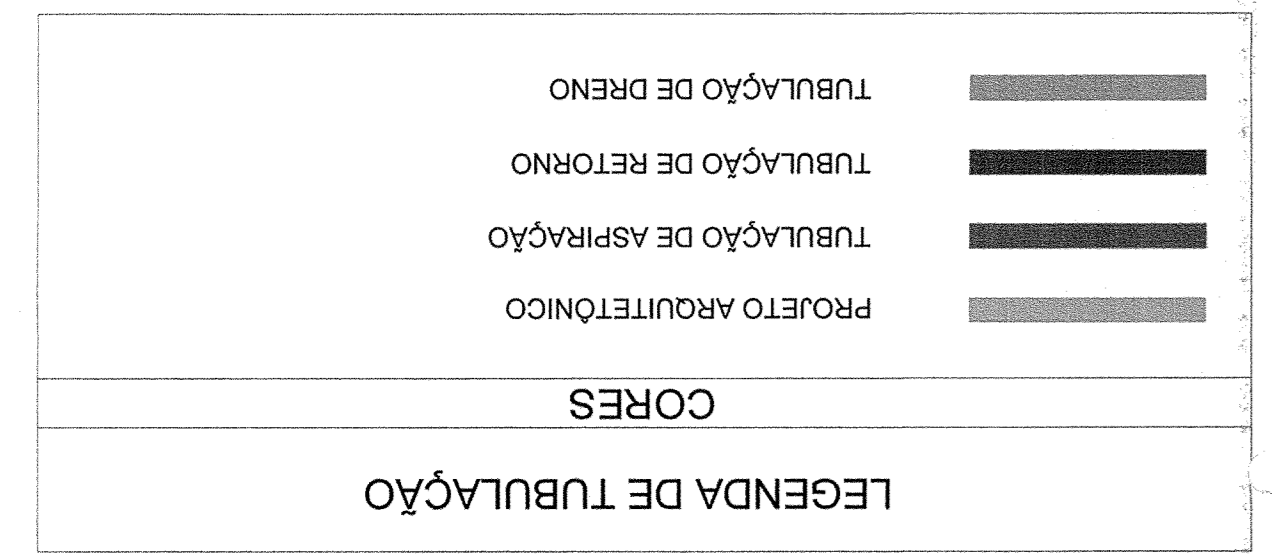 LEGENDA DE TUBULAÇÃO
CORES
PROJETO ARQUITETÔNICO
TUBULAÇÃO DE ASPIRAÇÃO
TUBULAÇÃO DE RETORNO
TUBULAÇÃO DE DRENO